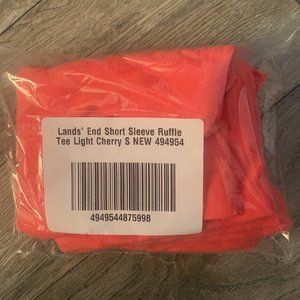 Lands' End Short Sleeve Ruffle
Tee Light Cherry S NEW 494954
4949544875998